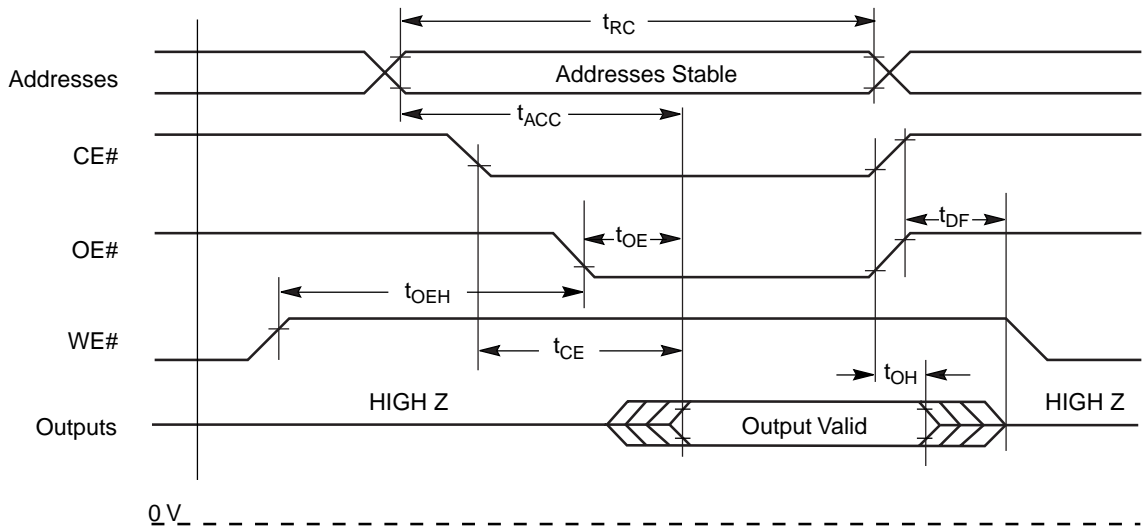 tRC
Addresses
Addresses Stable
tACC
CE#
tDF
tOE
OE#
tOEH
WE#
tCE
tOH
HIGH Z
HIGH Z
Outputs
Output Valid
0 V